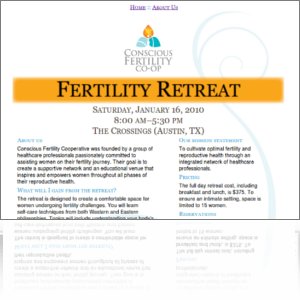 Home :: About Us
Conscious
Fertility
Co-op
Fertility Retreat
Saturday, January 16, 2010
8:00 am–5:30 pm
The Crossings (Austin, TX)
About us
Conscious Fertility Cooperative was founded by a group of
healthcare professionals passionately committed to
assisting women on their fertility journey. Their goal is to
create a supportive network and an educational venue that
inspires and empowers women throughout all phases of
their reproductive health.
What will I gain from the retreat?
The retreat is designed to create a comfortable space for
women undergoing fertility challenges. You will learn
self-care techniques from both Western and Eastern
Our mission statement
To cultivate optimal fertility and
reproductive health through an
integrated network of healthcare
professionals.
Pricing
The full day retreat cost, including
breakfast and lunch, is $375. To
ensure an intimate setting, space is
limited to 15 women.
Reservations